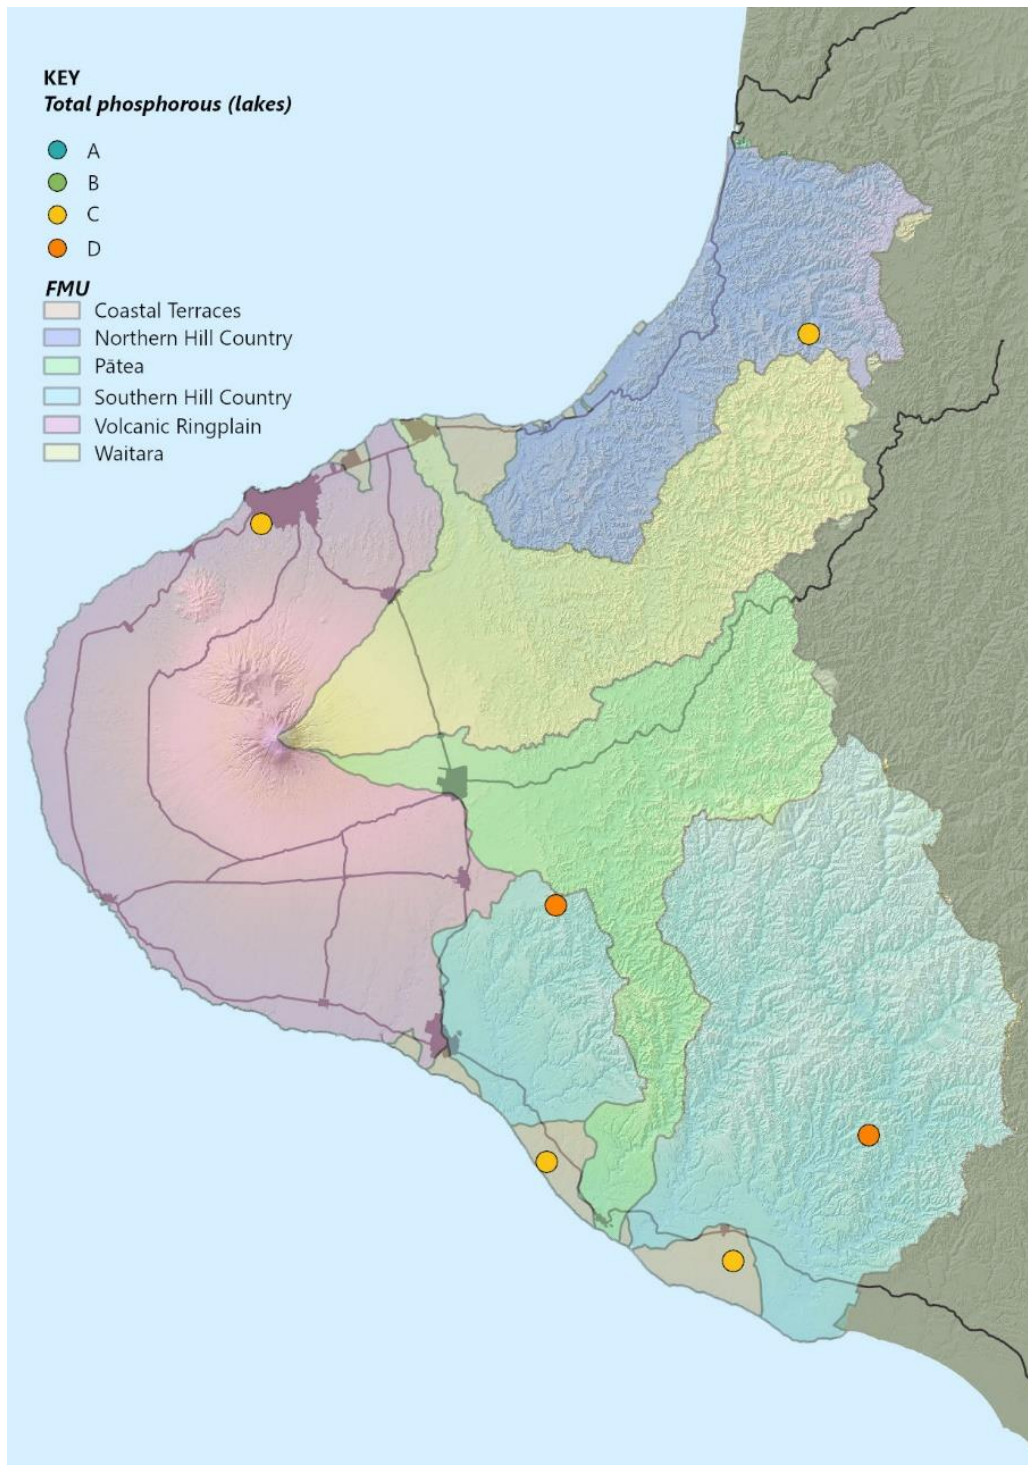 KEY
Total phosphorous (lakes)
A
B
C
D
FMU
Coastal Terraces
Northern Hill Country
Pātea
Southern Hill Country
Volcanic Ringplain
Waitara